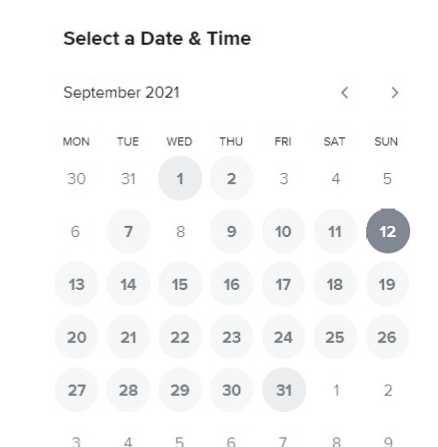 Select a Date & Time
September 2021
MON TUE WED THU FRI SAT SUN
30 31 1 2 3 4 5
6 7 8 9 10 11 12
13 14 15 16 17 18 19
20 21 22 23 24 25 26
27 28 29 30 31 1 2
3 4 5 6 7 8 9